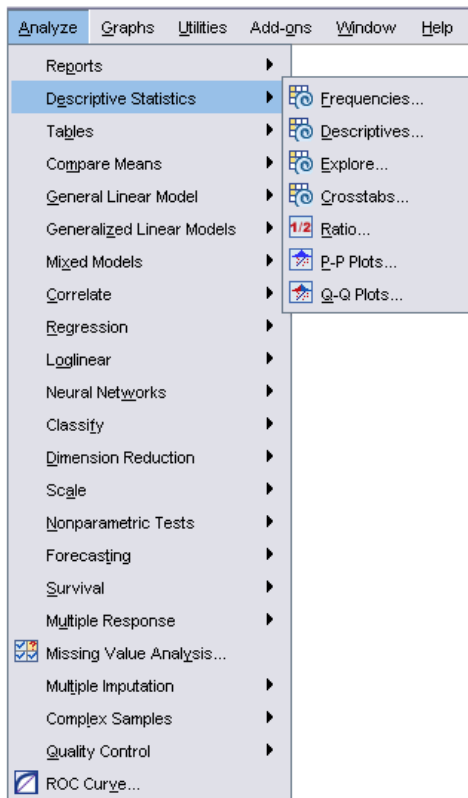 Analyze Graphs Utilities Add-ons Window Help
Reports
Descriptive Statistics
Tables
Compare Means
General Linear Model
Generalized Linear Models
Mixed Models
Correlate
Regression
Loglinear
Neural Networks
Classify
Dimension Reduction
Scale
Nonparametric Tests
Forecasting
Survival
Multiple Response
Missing Value Analysis...
Multiple Imputation
Complex Samples
Quality Control
ROC Curve...
Frequencies...
Descriptives...
Explore...
Crosstabs...
1/2 Ratio...
P-P Plots...
Q-Q Plots...